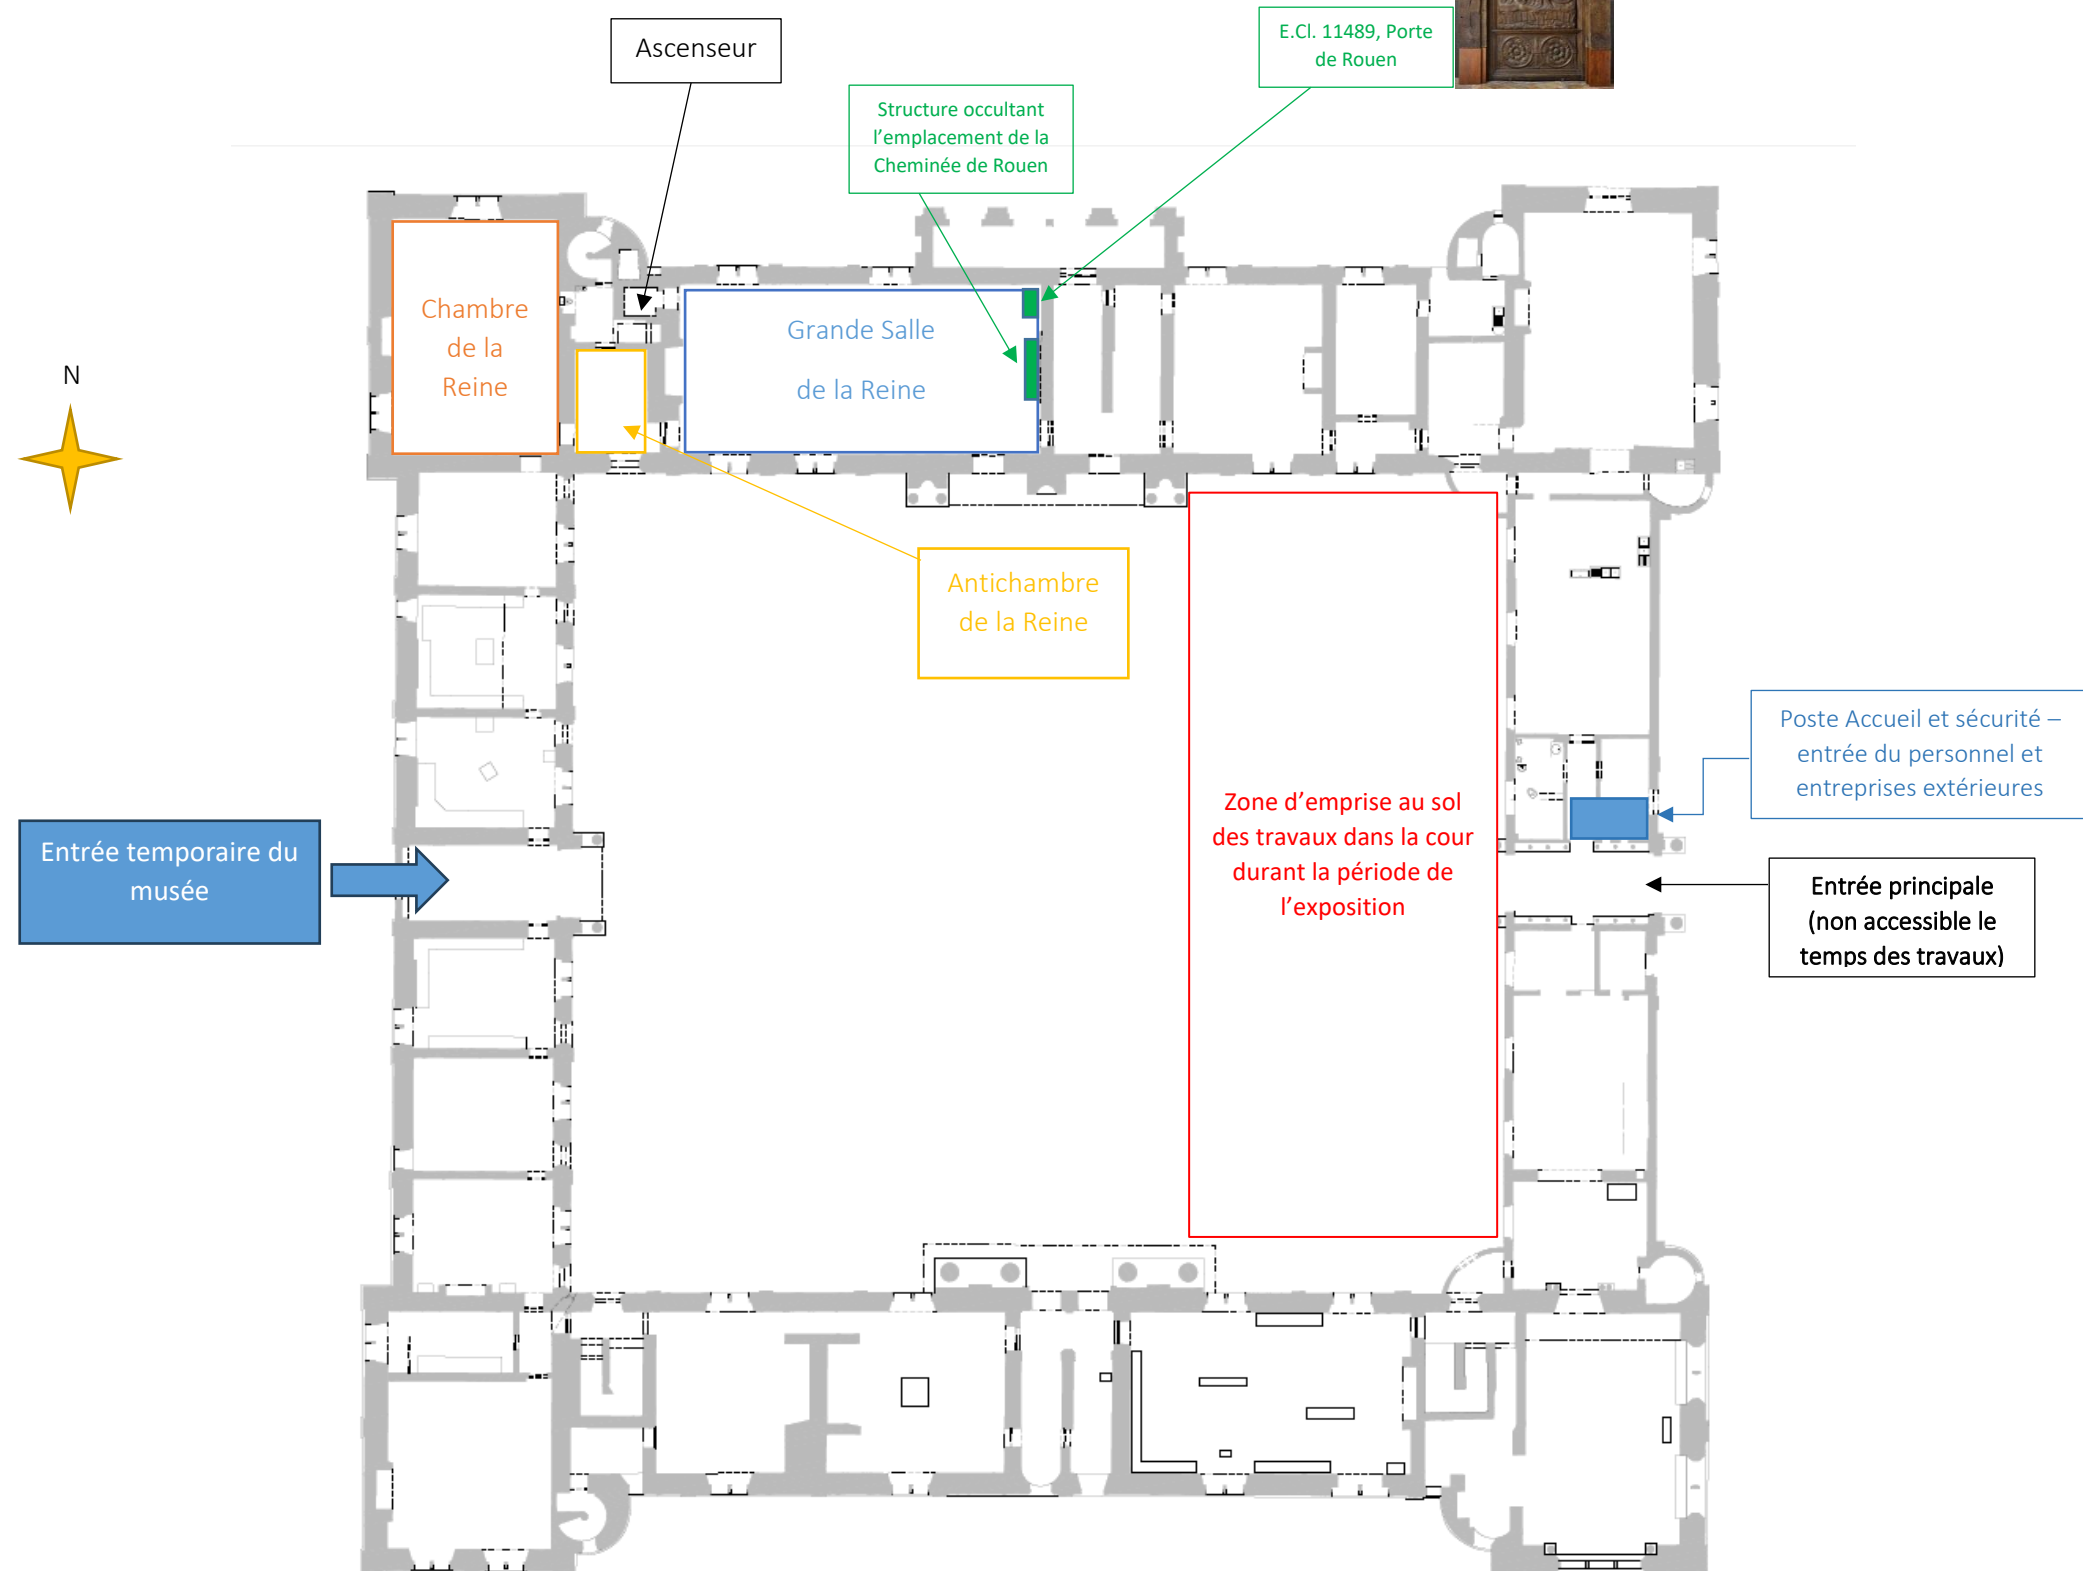 Ascenseur
E.Cl. 11489, Porte
de Rouen
Structure occultant
l’emplacement de la
Cheminée de Rouen
Chambre
de la
Reine
Grande Salle
de la Reine
N
Antichambre
de la Reine
Poste Accueil et sécurité –
entrée du personnel et
entreprises extérieures
Zone d’emprise au sol
des travaux dans la cour
durant la période de
l’exposition
Entrée temporaire du
musée
Entrée principale
(non accessible le
temps des travaux)